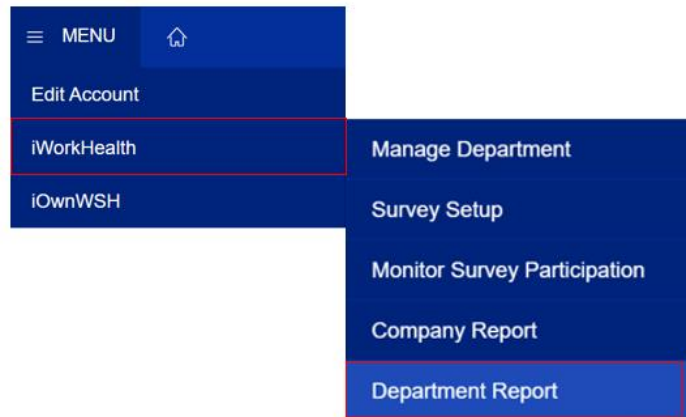 MENU
Edit Account
iWorkHealth
iOwnWSH
Manage Department
Survey Setup
Monitor Survey Participation
Company Report
Department Report